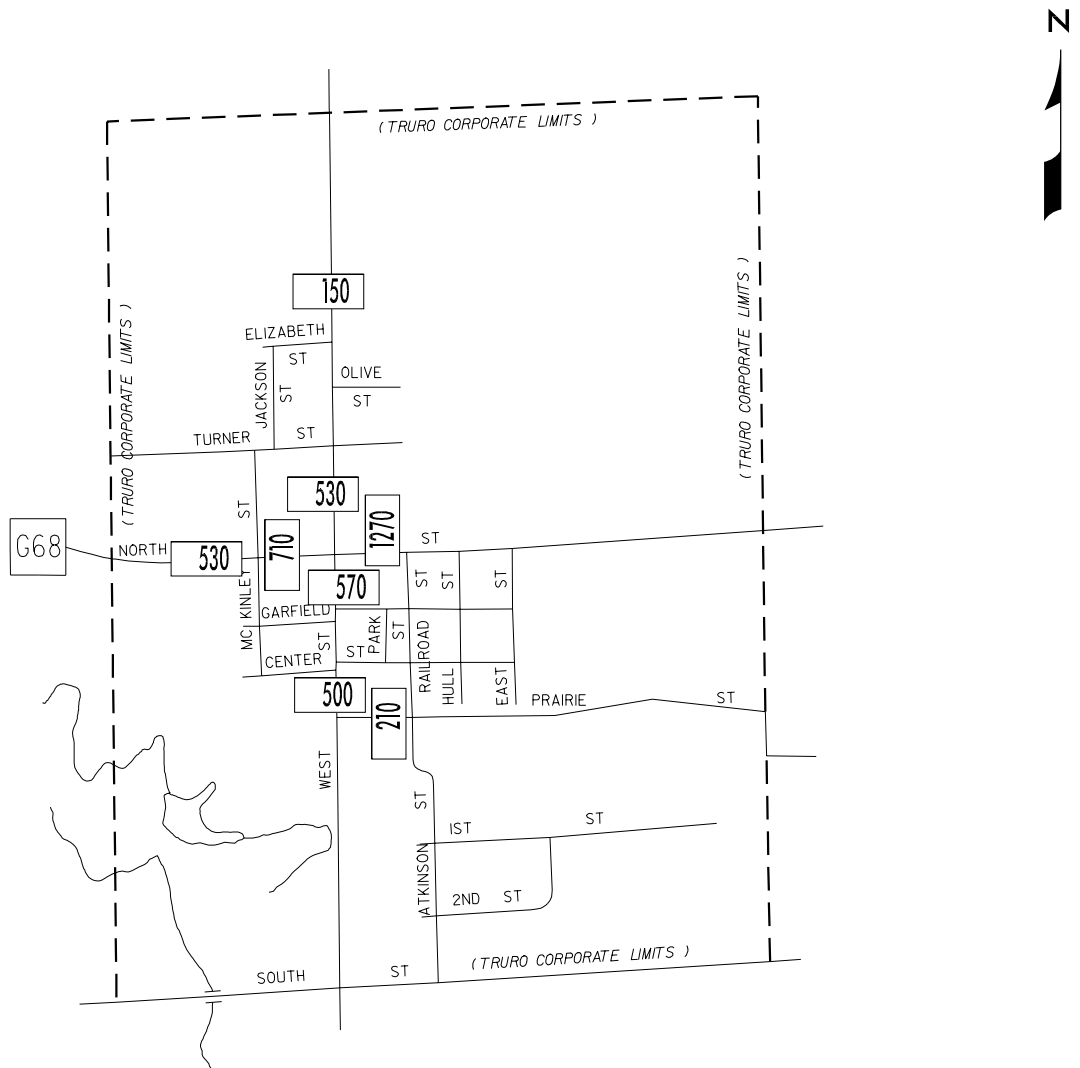 N
( TRURO CORPORATE LIMITS )
150
ELIZABETH
ST
( TRURO CORPORATE LIMITS )
( TRURO CORPORATE LIMITS )
JACKSON
ST
OLIVE
ST
TURNER
ST
530
1270
ST
G68
NORTH
530
710
ST
570
ST
ST
ST
MC KINLEY
GARFIELD
ST
PARK
ST
RAILROAD
CENTER
ST
HULL
EAST
500
210
PRAIRIE
ST
WEST
ST
1ST
ST
ATKINSON
2ND
ST
( TRURO CORPORATE LIMITS )
SOUTH
ST